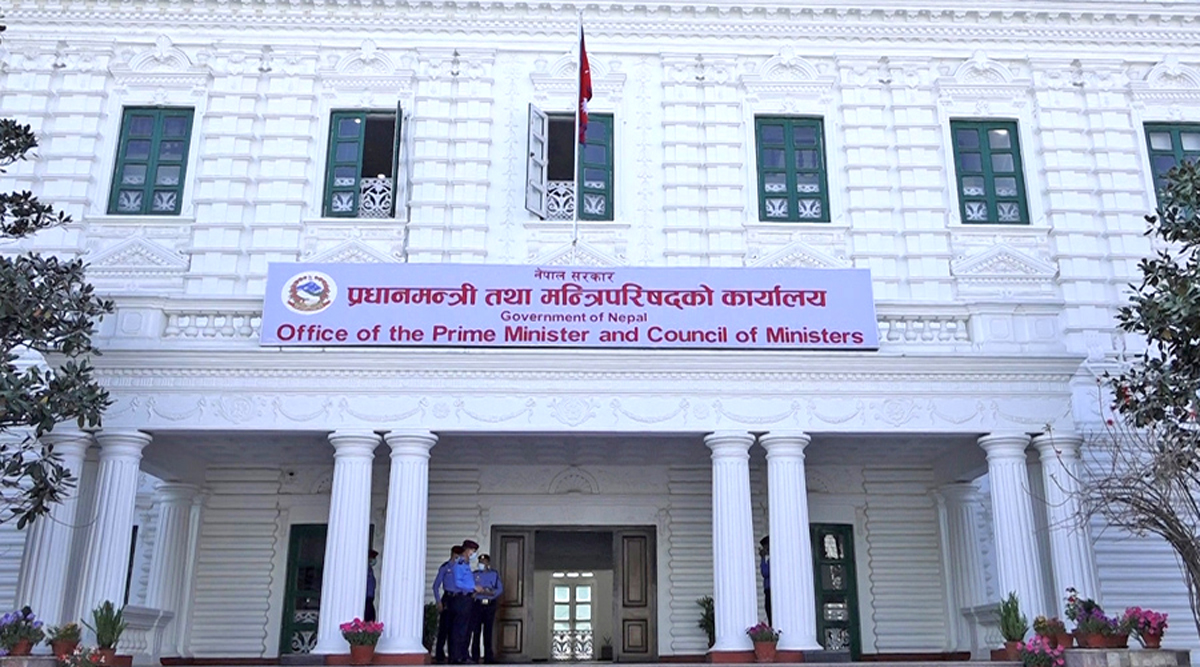 नेपाल सरकार
प्रधानमन्त्री तथा मन्त्रिपरिषद्को कार्यालय
Government of Nepal
Office of the Prime Minister and Council of Ministers